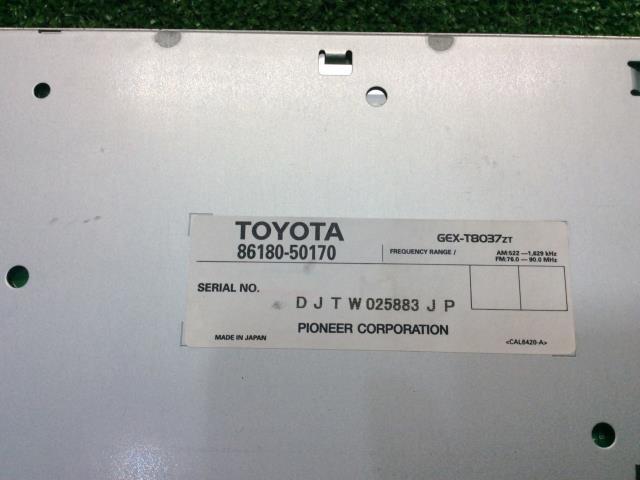 TOYOTA GEX-T8037ZT
86180-50170 FREQUENCY RANGE / AM:522 —1,629 kHz
FM:76.0 — 90.0 MHz
SERIAL NO. DJTW025883JP
PIONEER CORPORATION
MADE IN JAPAN <CAL6420-A>